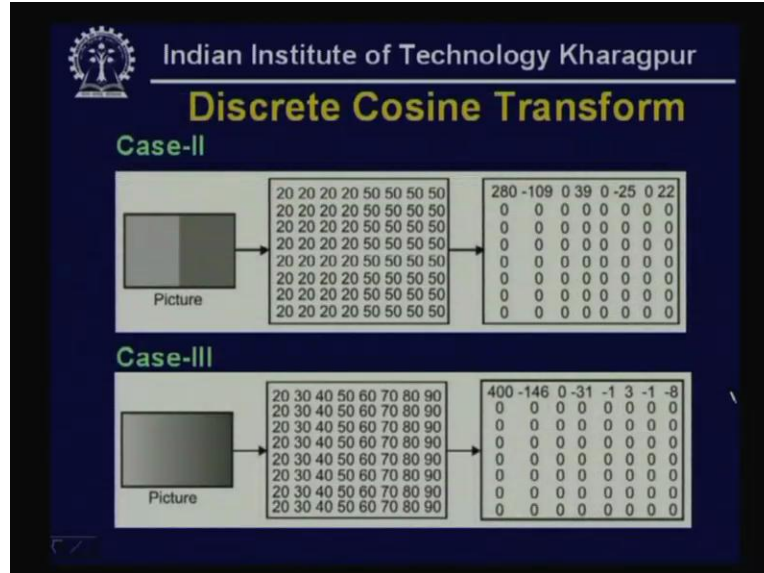 Indian Institute of Technology Kharagpur
Discrete Cosine Transform
Case-II
Picture
20 20 20 20 50 50 50 50
20 20 20 20 50 50 50 50
20 20 20 20 50 50 50 50
20 20 20 20 50 50 50 50
20 20 20 20 50 50 50 50
20 20 20 20 50 50 50 50
20 20 20 20 50 50 50 50
20 20 20 20 50 50 50 50
280 -109 0 39 0 -25 0 22
0 0 0 0 0 0 0 0
0 0 0 0 0 0 0 0
0 0 0 0 0 0 0 0
0 0 0 0 0 0 0 0
0 0 0 0 0 0 0 0
0 0 0 0 0 0 0 0
0 0 0 0 0 0 0 0
Case-III
Picture
20 30 40 50 60 70 80 90
20 30 40 50 60 70 80 90
20 30 40 50 60 70 80 90
20 30 40 50 60 70 80 90
20 30 40 50 60 70 80 90
20 30 40 50 60 70 80 90
20 30 40 50 60 70 80 90
20 30 40 50 60 70 80 90
400 -146 0 -31 -1 3 -1 -8
0 0 0 0 0 0 0 0
0 0 0 0 0 0 0 0
0 0 0 0 0 0 0 0
0 0 0 0 0 0 0 0
0 0 0 0 0 0 0 0
0 0 0 0 0 0 0 0
0 0 0 0 0 0 0 0